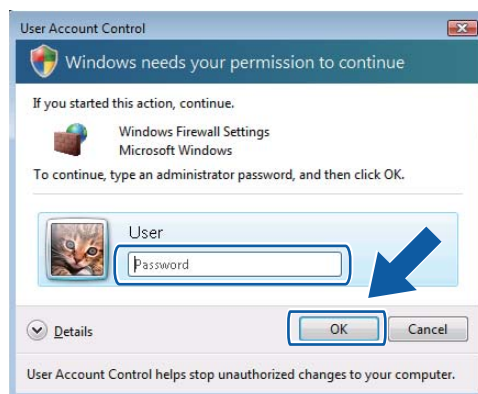 User Account Control
Windows needs your permission to continue
If you started this action, continue.
Windows Firewall Settings
Microsoft Windows
To continue, type an administrator password, and then click OK.
User
Password
Details
OK
Cancel
User Account Control helps stop unauthorized changes to your computer.